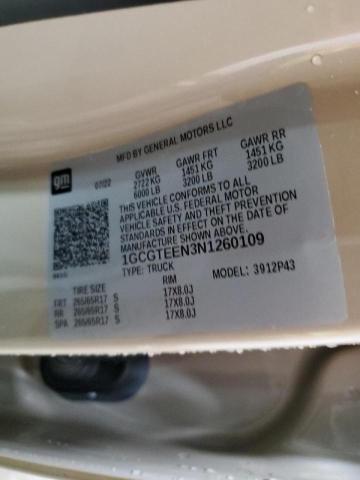 MFD BY GENERAL MOTORS LLC
gm
07/22 GVWR GAWR FRT GAWR RR
2722 KG 1451 KG 1451 KG
6000 LB 3200 LB 3200 LB
THIS VEHICLE CONFORMS TO ALL
APPLICABLE U.S. FEDERAL MOTOR
VEHICLE SAFETY AND THEFT PREVENTION
STANDARDS IN EFFECT ON THE DATE OF
MANUFACTURE SHOWN ABOVE.
1GCGTEEN3N1260109
TYPE: TRUCK MODEL: 3912P43
TIRE SIZE RIM
FRT 265/65R17 S 17X8.0J
RR 265/65R17 S 17X8.0J
SPA 265/65R17 S 17X8.0J